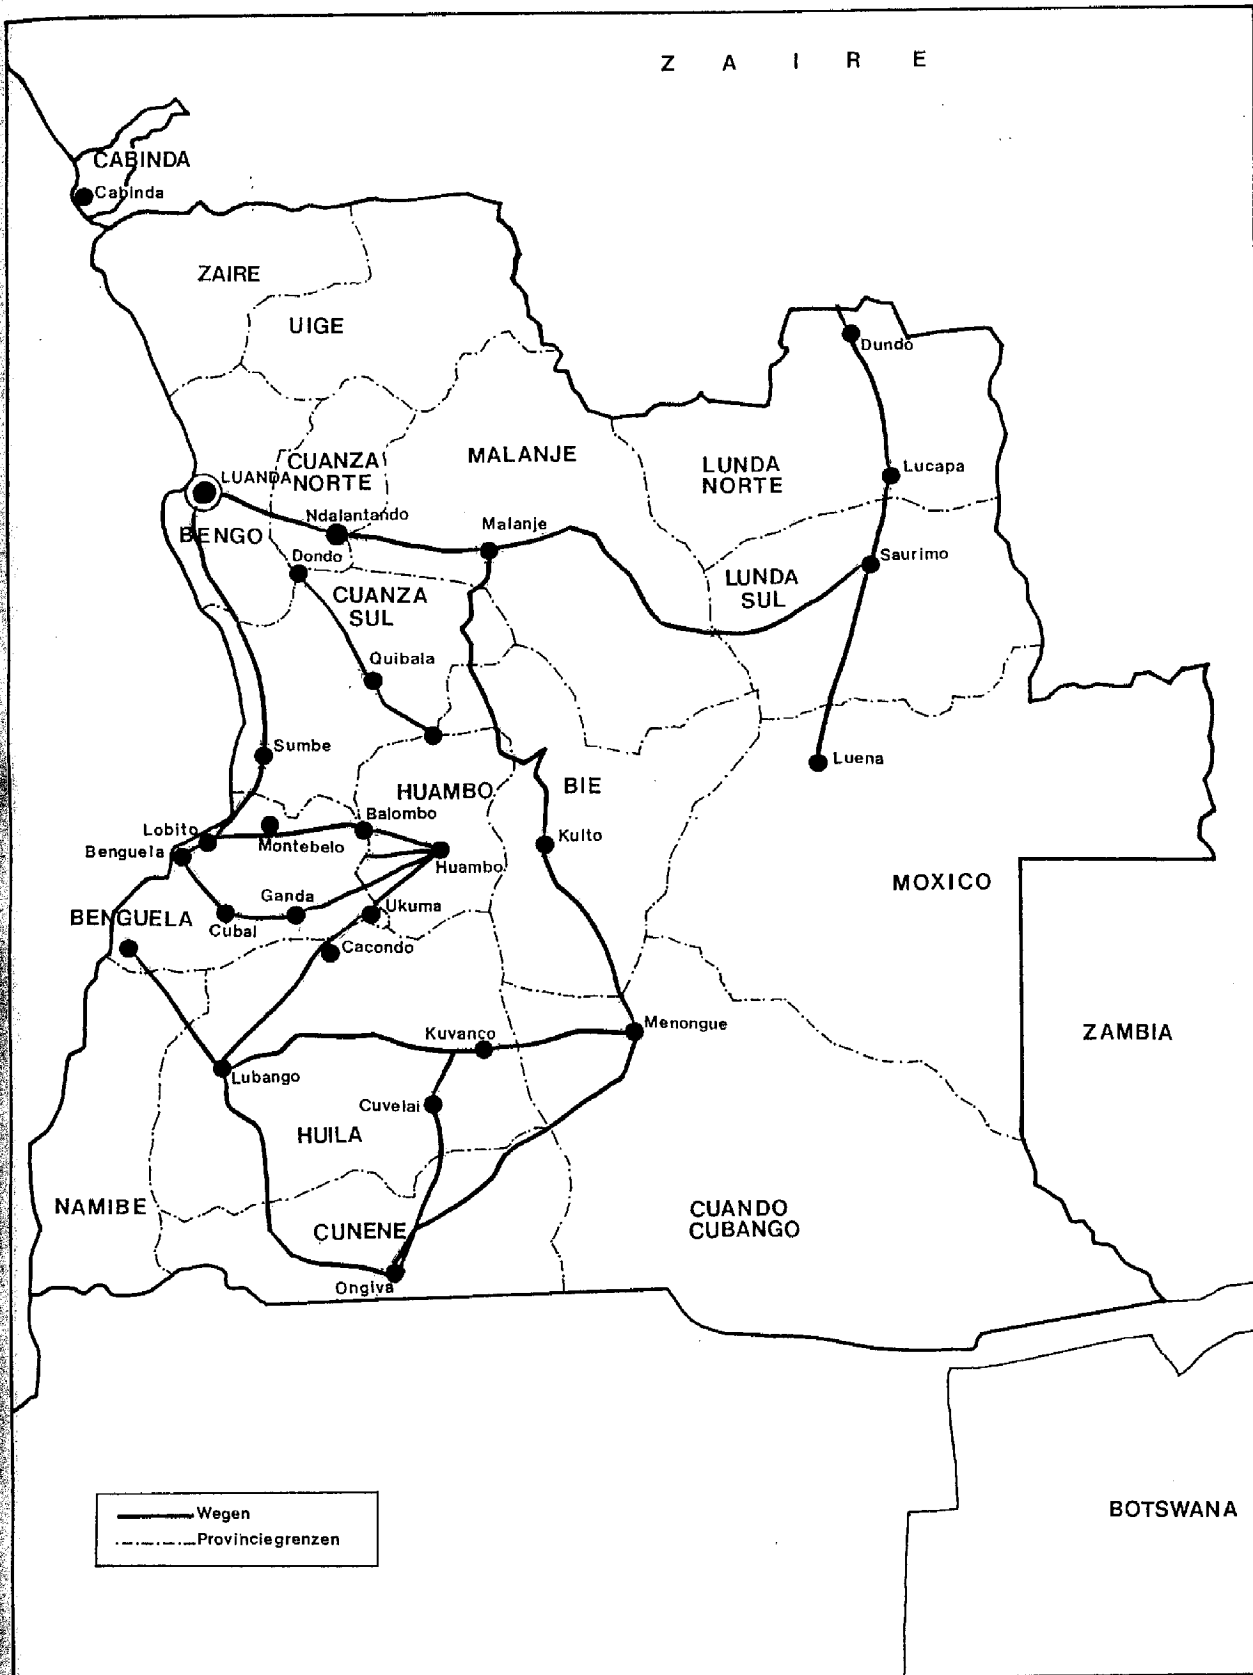 Z A I R E
CABINDA
Cabinda
ZAIRE
UIGE
Dundo
MALANJE
CUANZA
NORTE
LUNDA
NORTE
Lucapa
LUANDA
Ndalantando
Malanje
BENGO
Dondo
Saurimo
LUNDA
SUL
CUANZA
SUL
Quibala
Sumbe
Luena
HUAMBO
BIE
Balombo
Lobito
Montebelo
Kulto
Benguela
Huambo
MOXICO
Ganda
Ukuma
BENGUELA
Cubal
Cacondo
Menongue
Kuvanco
ZAMBIA
Lubango
Cuvelai
HUILA
NAMIBE
CUANDO
CUBANGO
CUNENE
Ongiva
Wegen
Provinciegrenzen
BOTSWANA